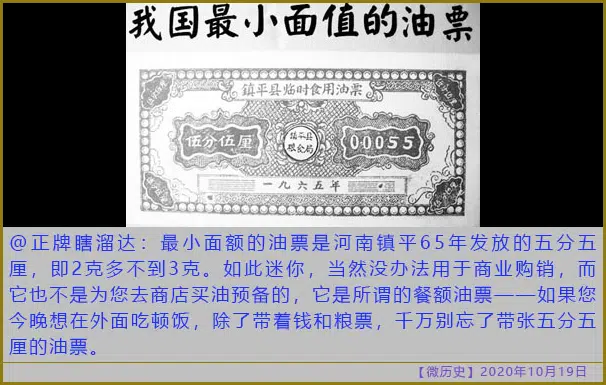 我国最小面值的油票
镇平县临时食用油票
伍分伍厘
镇平县
粮食局
00055
一九六五年
@正牌瞎溜达：最小面额的油票是河南镇平65年发放的五分五
厘，即2克多不到3克。如此迷你，当然没办法用于商业购销，而
它也不是为您去商店买油预备的，它是所谓的餐额油票——如果您
今晚想在外面吃顿饭，除了带着钱和粮票，千万别忘了带张五分五
厘的油票。
【微历史】2020年10月19日